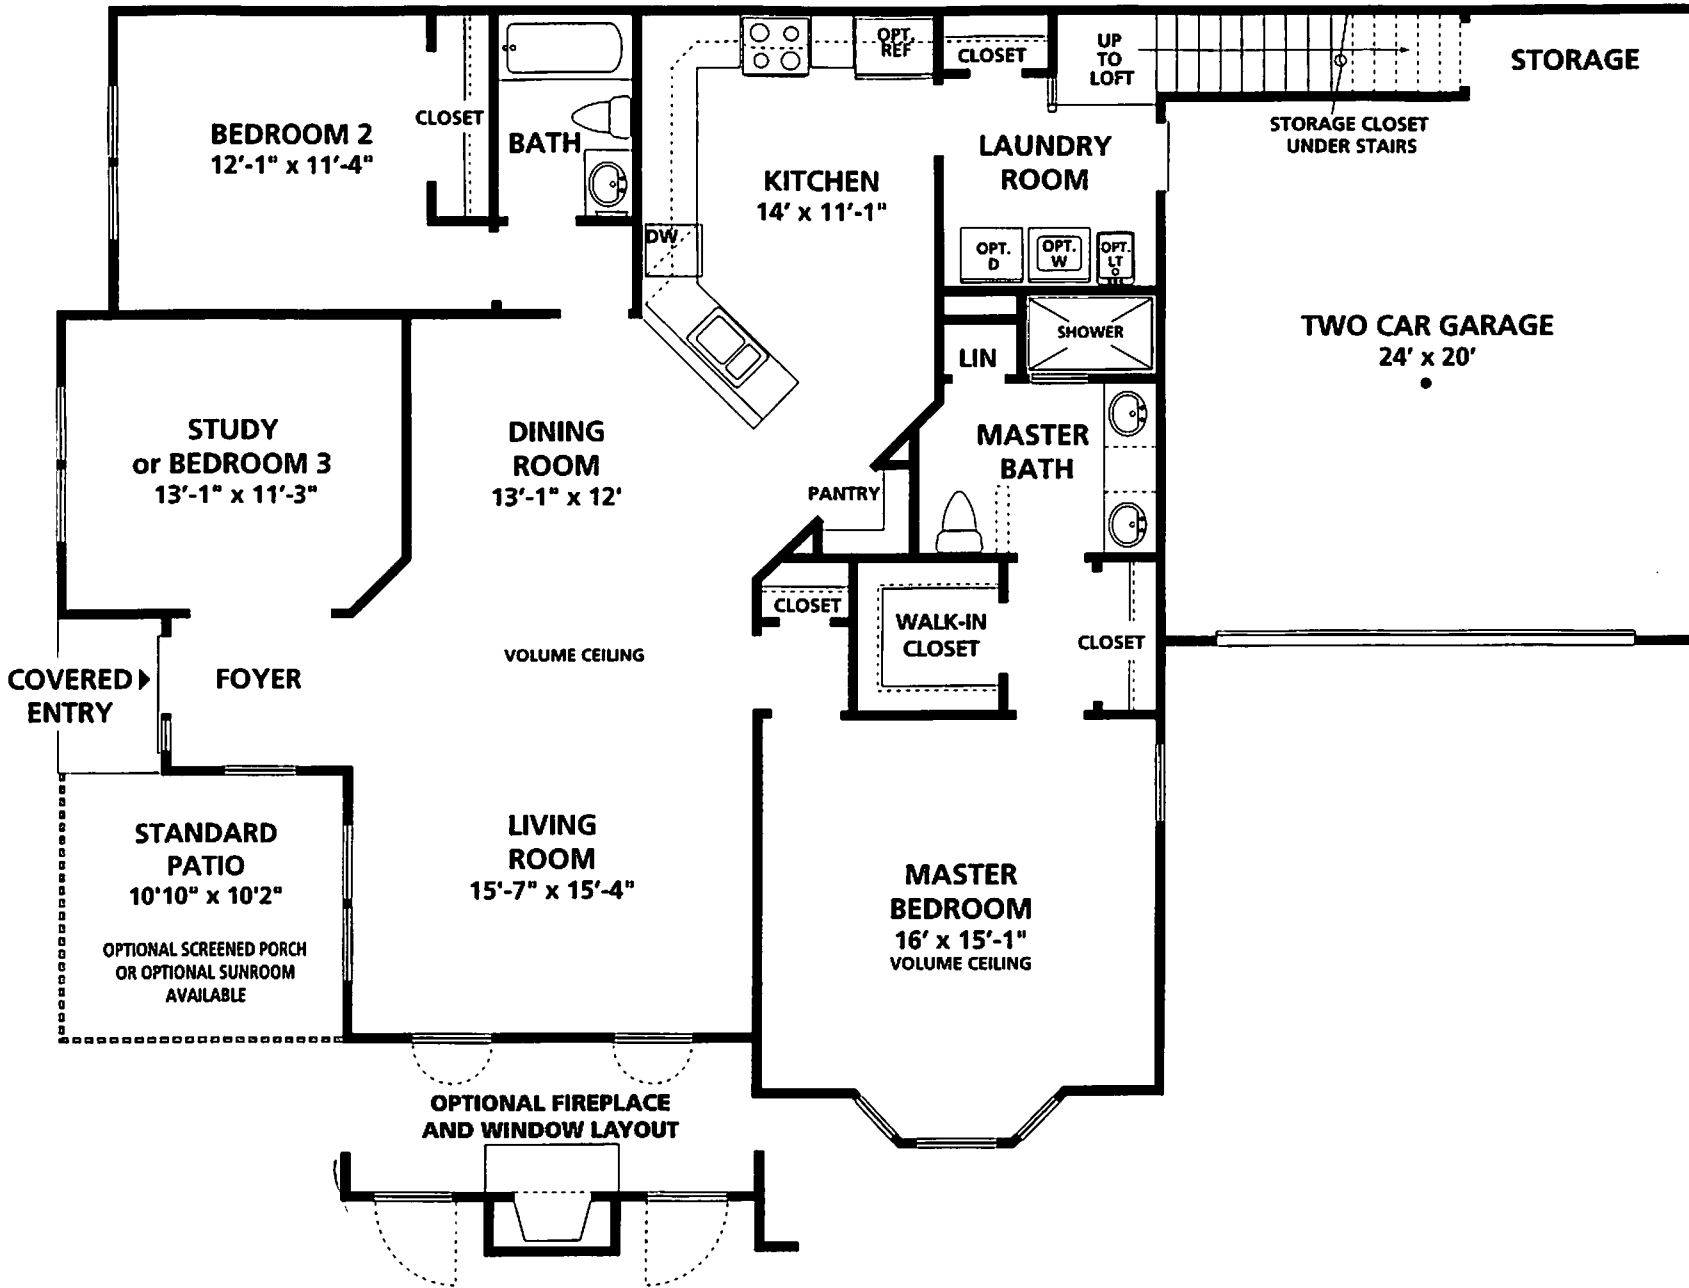 OPT.
REF
CLOSET
UP
TO
LOFT
STORAGE
BEDROOM 2
12'-1" x 11'-4"
CLOSET
BATH
STORAGE CLOSET
UNDER STAIRS
LAUNDRY
ROOM
KITCHEN
14' x 11'-1"
DW
OPT.
D
OPT.
W
OPT.
LT
SHOWER
LIN
TWO CAR GARAGE
24' x 20'
STUDY
or BEDROOM 3
13'-1" x 11'-3"
DINING
ROOM
13'-1" x 12'
MASTER
BATH
PANTRY
CLOSET
WALK-IN
CLOSET
CLOSET
VOLUME CEILING
COVERED
ENTRY
FOYER
STANDARD
PATIO
10'10" x 10'2"
OPTIONAL SCREENED PORCH
OR OPTIONAL SUNROOM
AVAILABLE
LIVING
ROOM
15'-7" x 15'-4"
MASTER
BEDROOM
16' x 15'-1"
VOLUME CEILING
OPTIONAL FIREPLACE
AND WINDOW LAYOUT